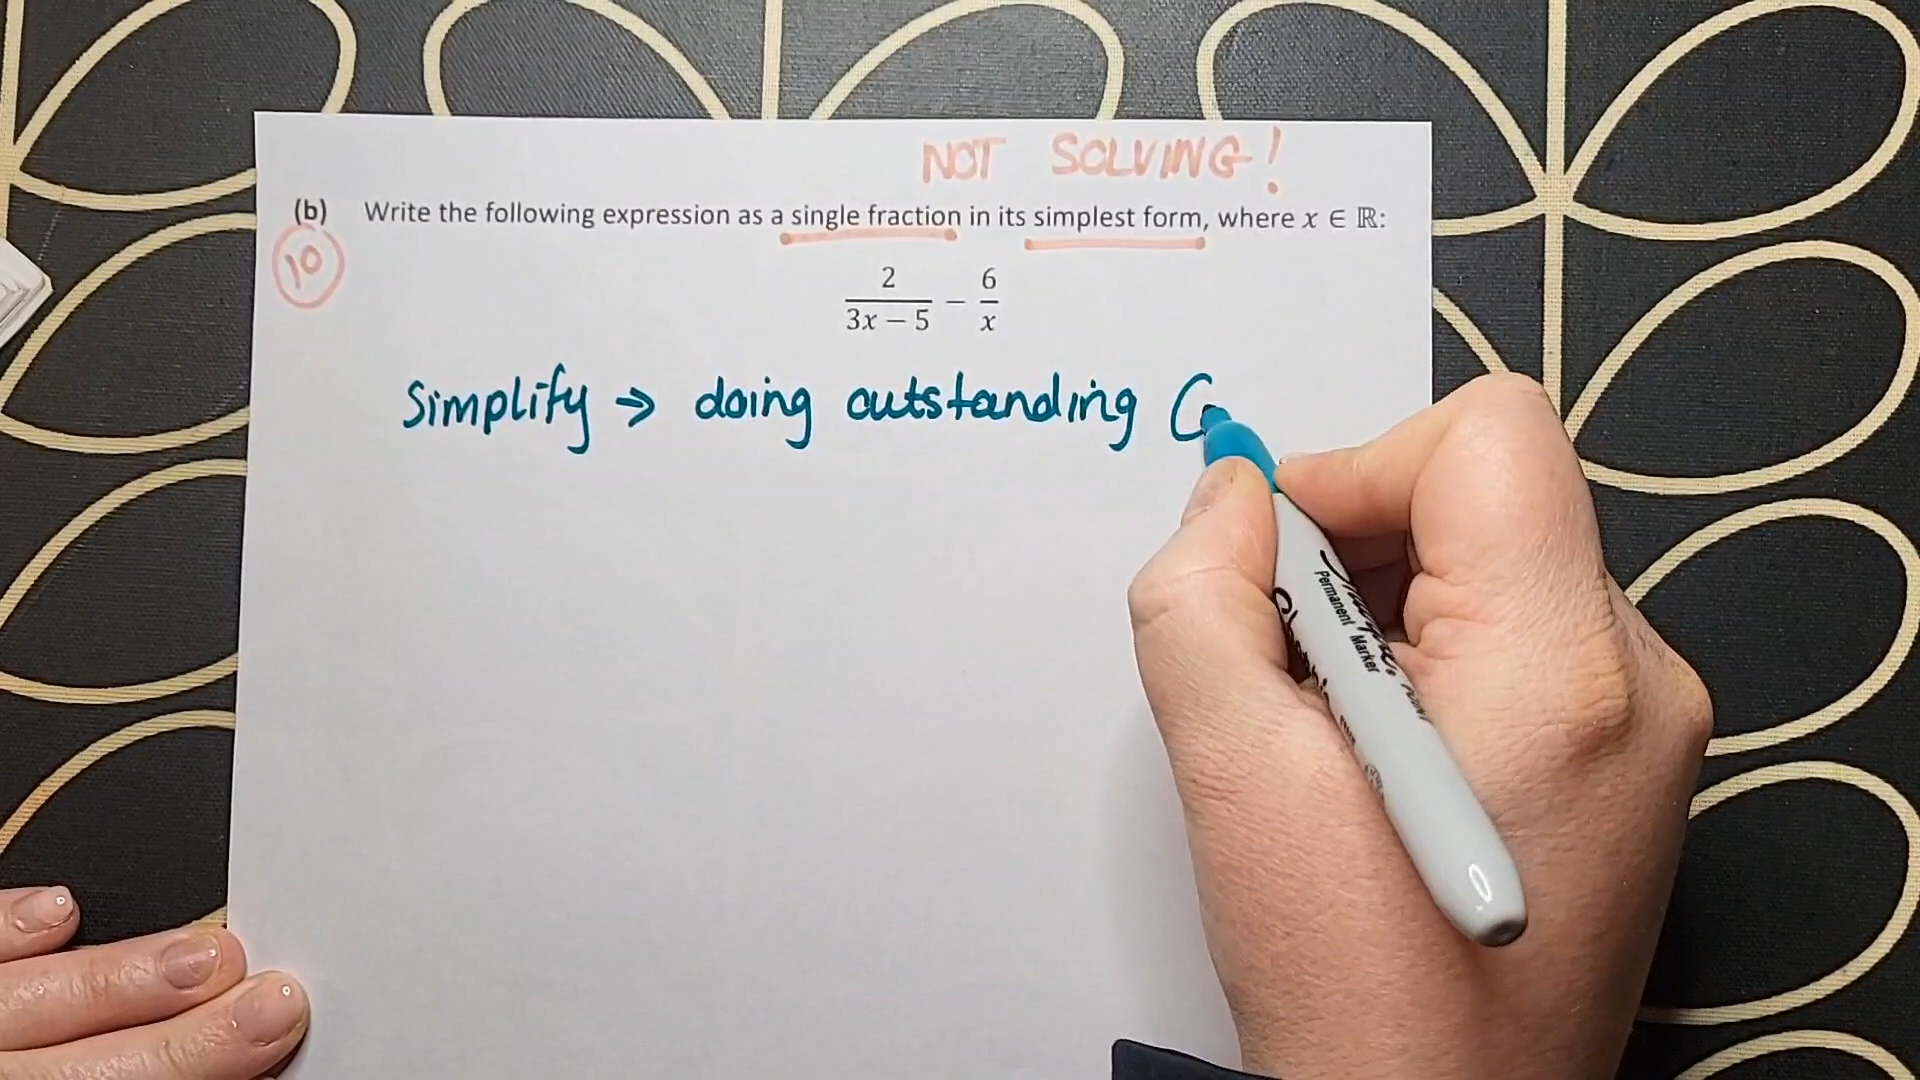 NOT SOLVING!
(b) Write the following expression as a single fraction in its simplest form, where x ∈ ℝ:
10
2/(3x − 5) − 6/x
Simplify → doing outstanding
Permanent Marker